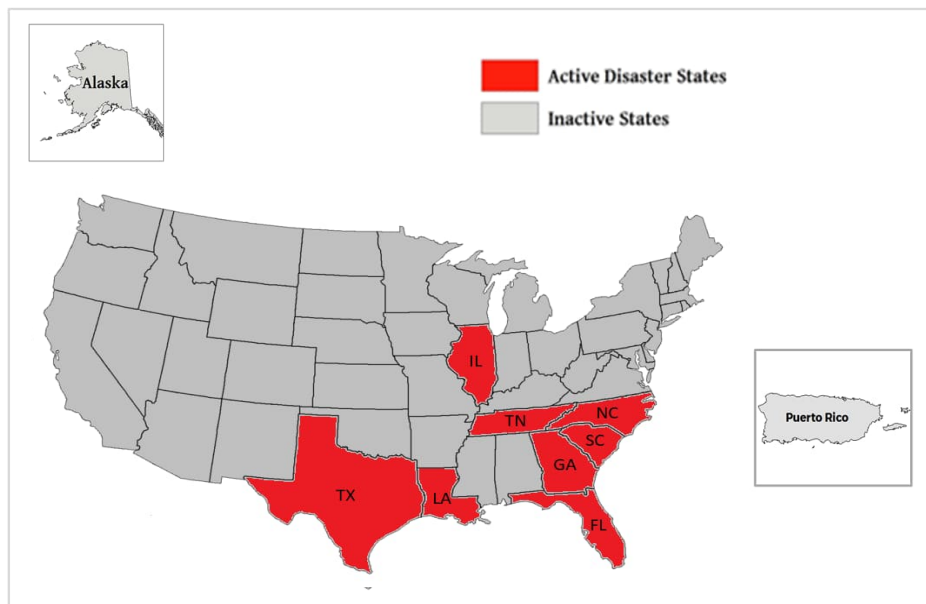 Alaska
Active Disaster States
Inactive States
IL
TN
NC
SC
GA
TX
LA
FL
Puerto Rico